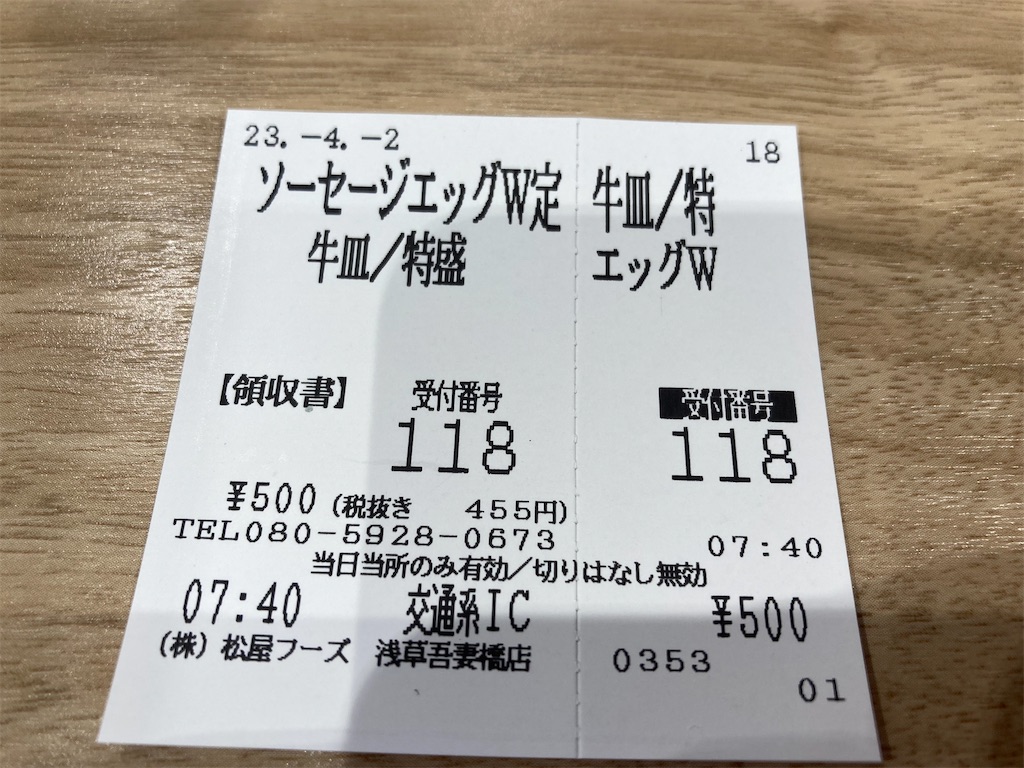 23.-4.-2 18
ソーセージエッグW定 牛皿/特
牛皿/特盛 エッグW
【領収書】 受付番号 受付番号
118 118
¥500(税抜き 455円)
TEL080-5928-0673 07:40
当日当所のみ有効/切りはなし無効
07:40 交通系IC ¥500
(株)松屋フーズ 浅草吾妻橋店 0353
01